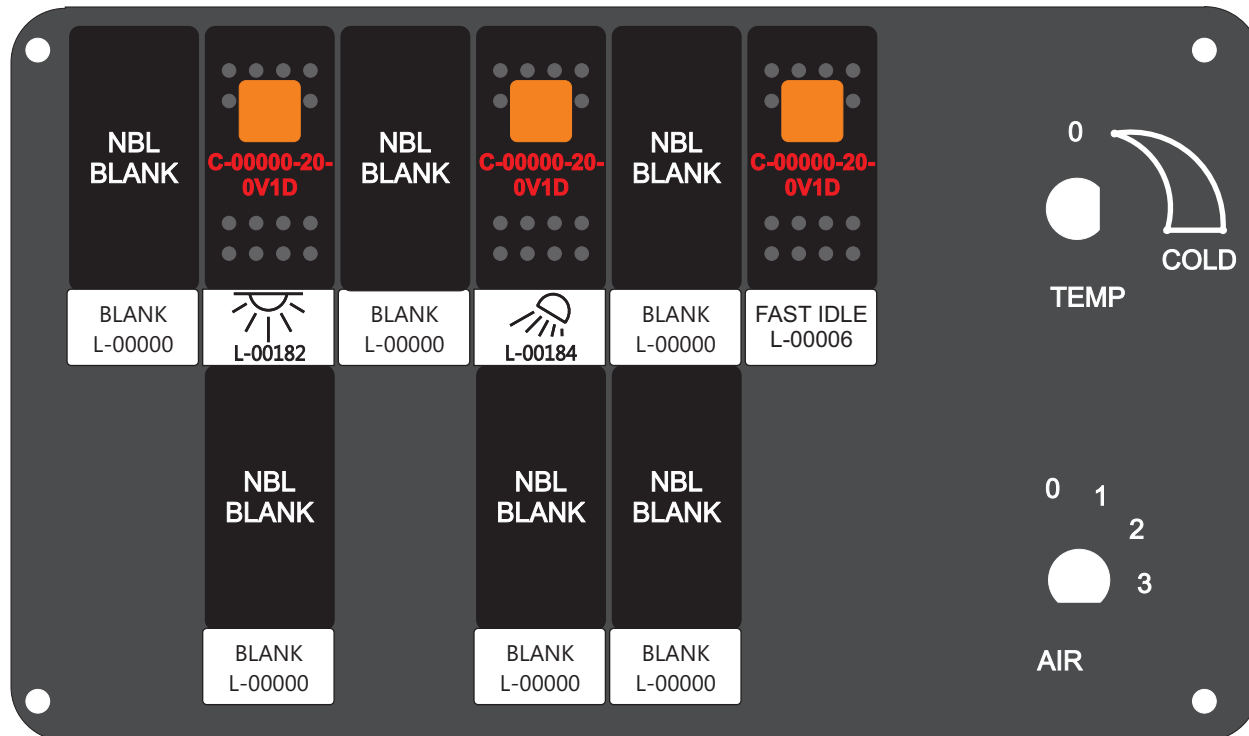 NBL
BLANK
C-00000-20-
0V1D
NBL
BLANK
C-00000-20-
0V1D
NBL
BLANK
C-00000-20-
0V1D
BLANK
L-00000
L-00182
BLANK
L-00000
L-00184
BLANK
L-00000
FAST IDLE
L-00006
0
COLD
TEMP
NBL
BLANK
NBL
BLANK
NBL
BLANK
BLANK
L-00000
BLANK
L-00000
BLANK
L-00000
0
1
2
3
AIR